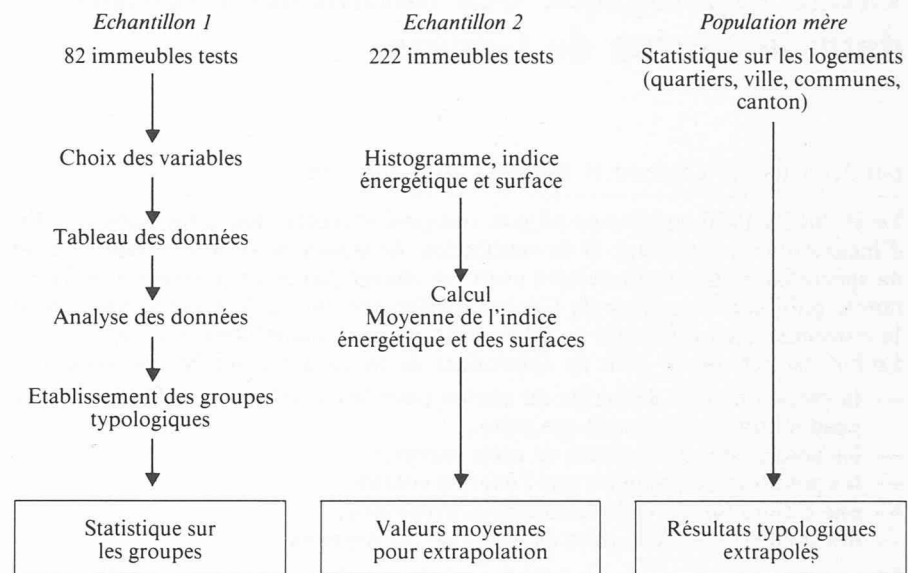 Echantillon 1
82 immeubles tests
Choix des variables
Tableau des données
Analyse des données
Etablissement des groupes
typologiques
Statistique sur
les groupes
Echantillon 2
222 immeubles tests
Histogramme, indice
énergétique et surface
Calcul
Moyenne de l'indice
énergétique et des surfaces
Valeurs moyennes
pour extrapolation
Population mère
Statistique sur les logements
(quartiers, ville, communes,
canton)
Résultats typologiques
extrapolés